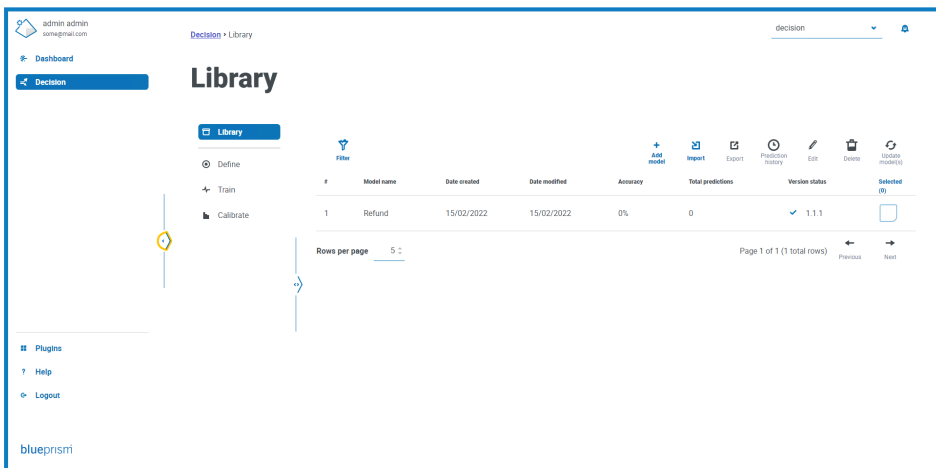 admin admin
some@mail.com
Dashboard
Decision
Plugins
? Help
Logout
blueprism
Decision › Library
decision
Library
Library
Define
Train
Calibrate
Filter
Add model
Import
Export
Prediction history
Edit
Delete
Update model(s)
# Model name Date created Date modified Accuracy Total predictions Version status Selected (0)
1 Refund 15/02/2022 15/02/2022 0% 0 1.1.1
Rows per page 5
Page 1 of 1 (1 total rows)
Previous
Next